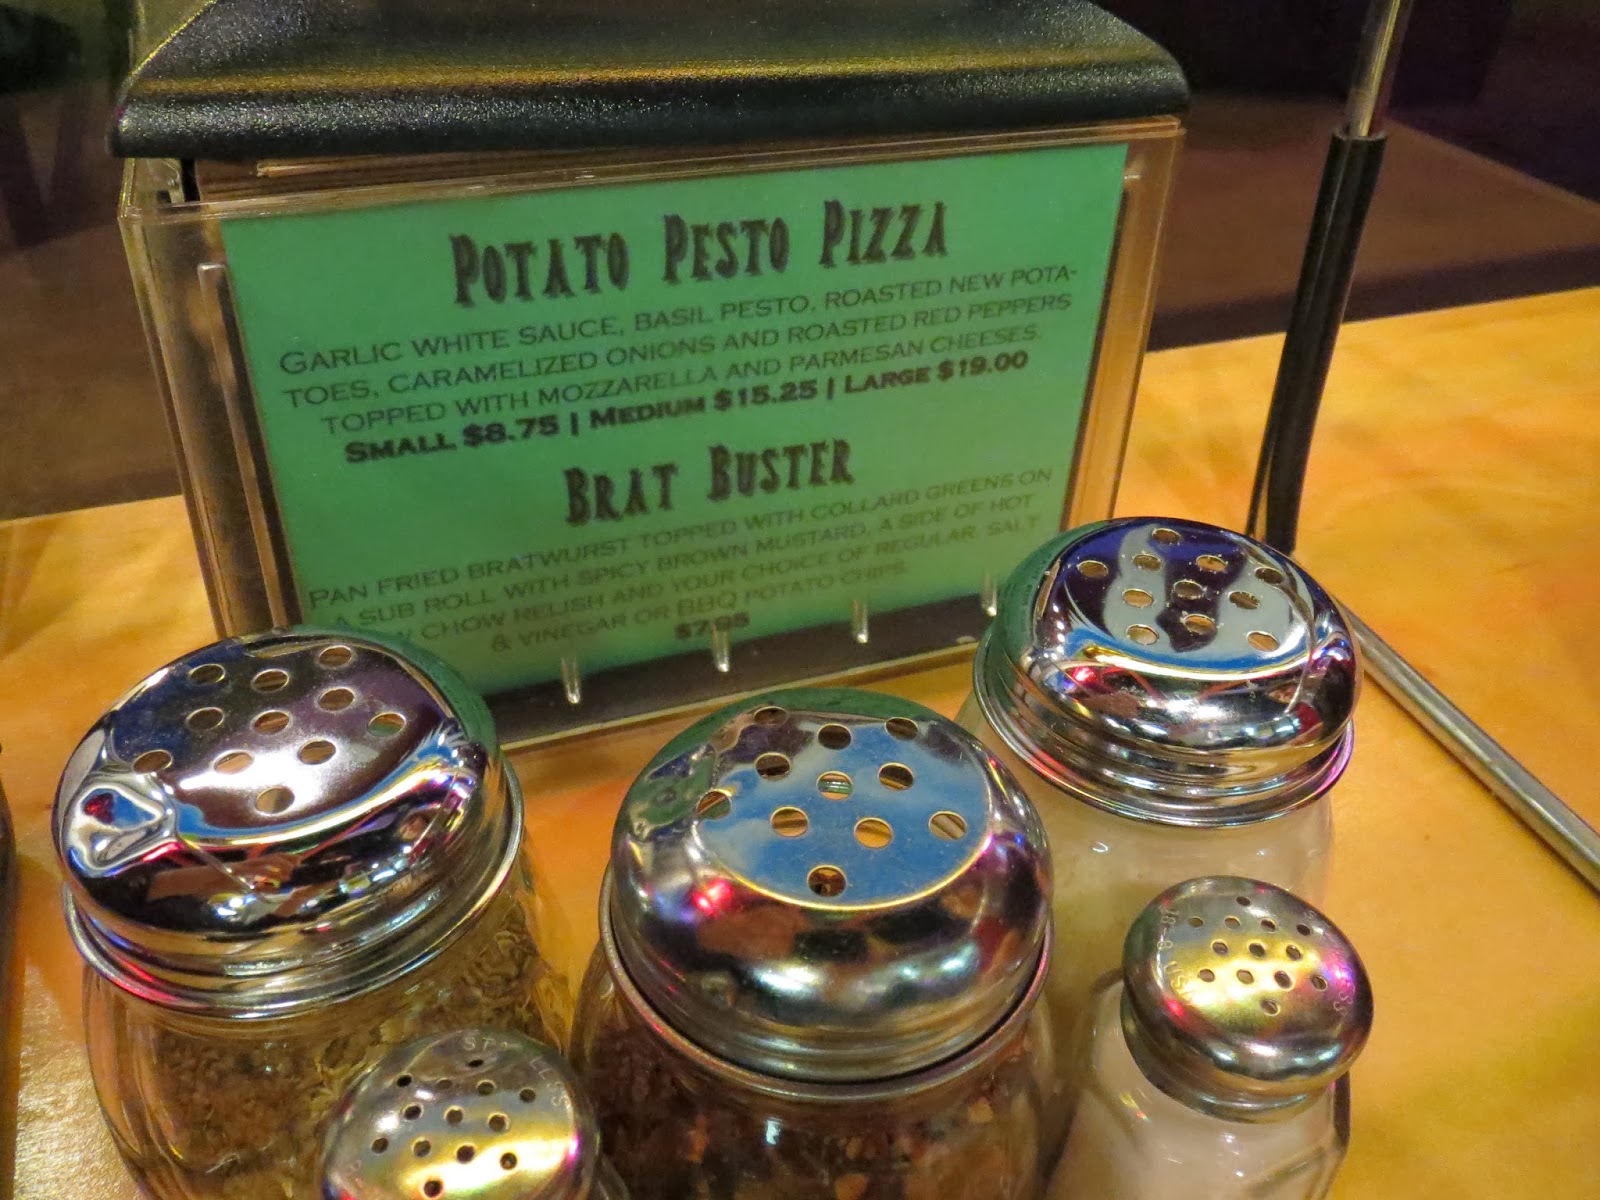 Potato Pesto Pizza
Garlic white sauce, basil pesto, roasted new pota-
toes, caramelized onions and roasted red peppers
topped with mozzarella and parmesan cheeses.
Small $8.75 | Medium $15.25 | Large $19.00
Brat Buster
Pan fried bratwurst topped with collard greens on
a sub roll with spicy brown mustard, a side of hot
chow relish and your choice of regular, salt
& vinegar or BBQ potato chips.
$7.95
18-8 USA